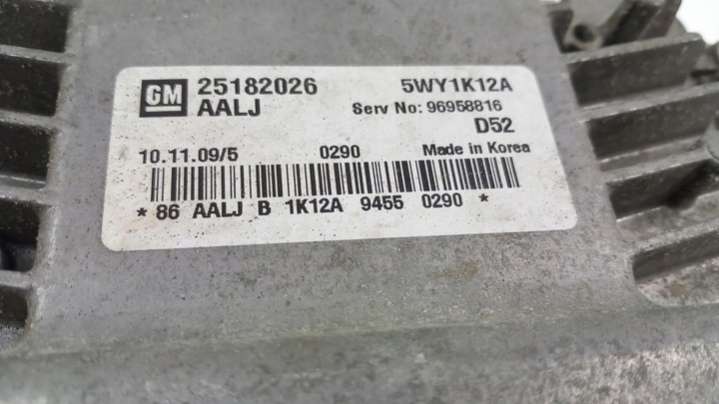 GM 25182026 5WY1K12A
AALJ Serv No: 96958816
D52
10.11.09/5 0290 Made in Korea
* 86 AALJ B 1K12A 9455 0290 *